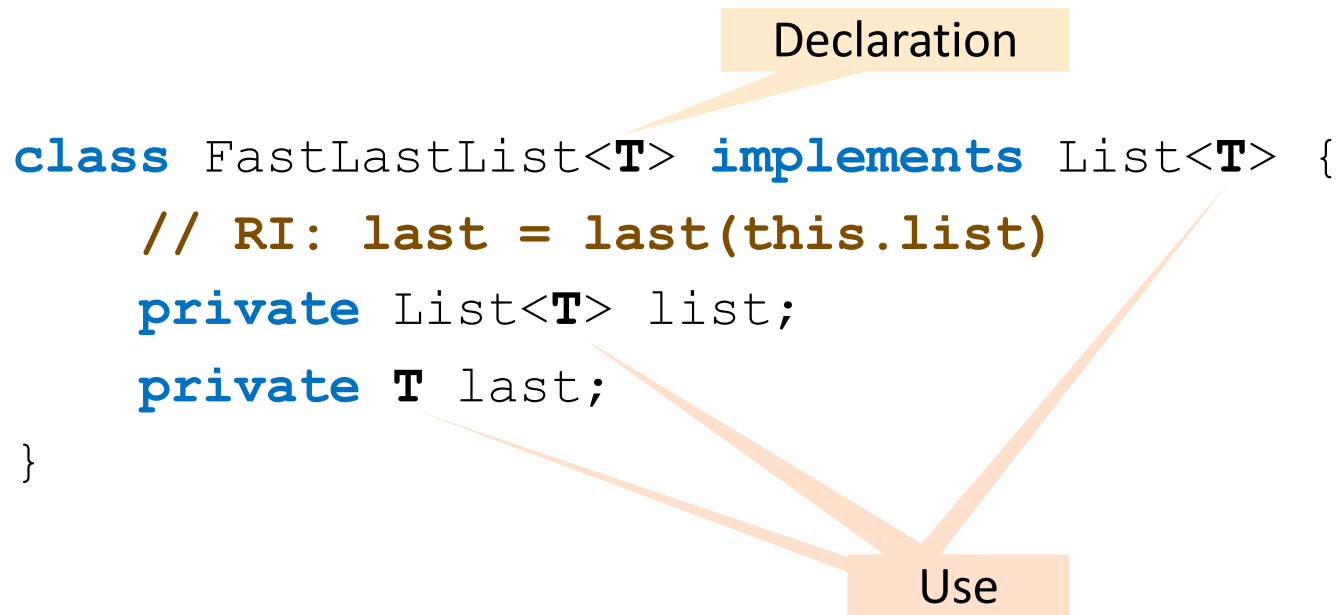 Declaration
class FastLastList<T> implements List<T> {
// RI: last = last(this.list)
private List<T> list;
private T last;
}
Use